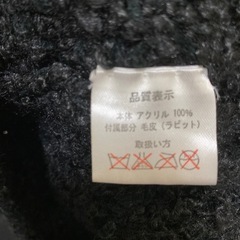 品質表示
本体 アクリル 100%
付属部分 毛皮(ラビット)
取扱い方